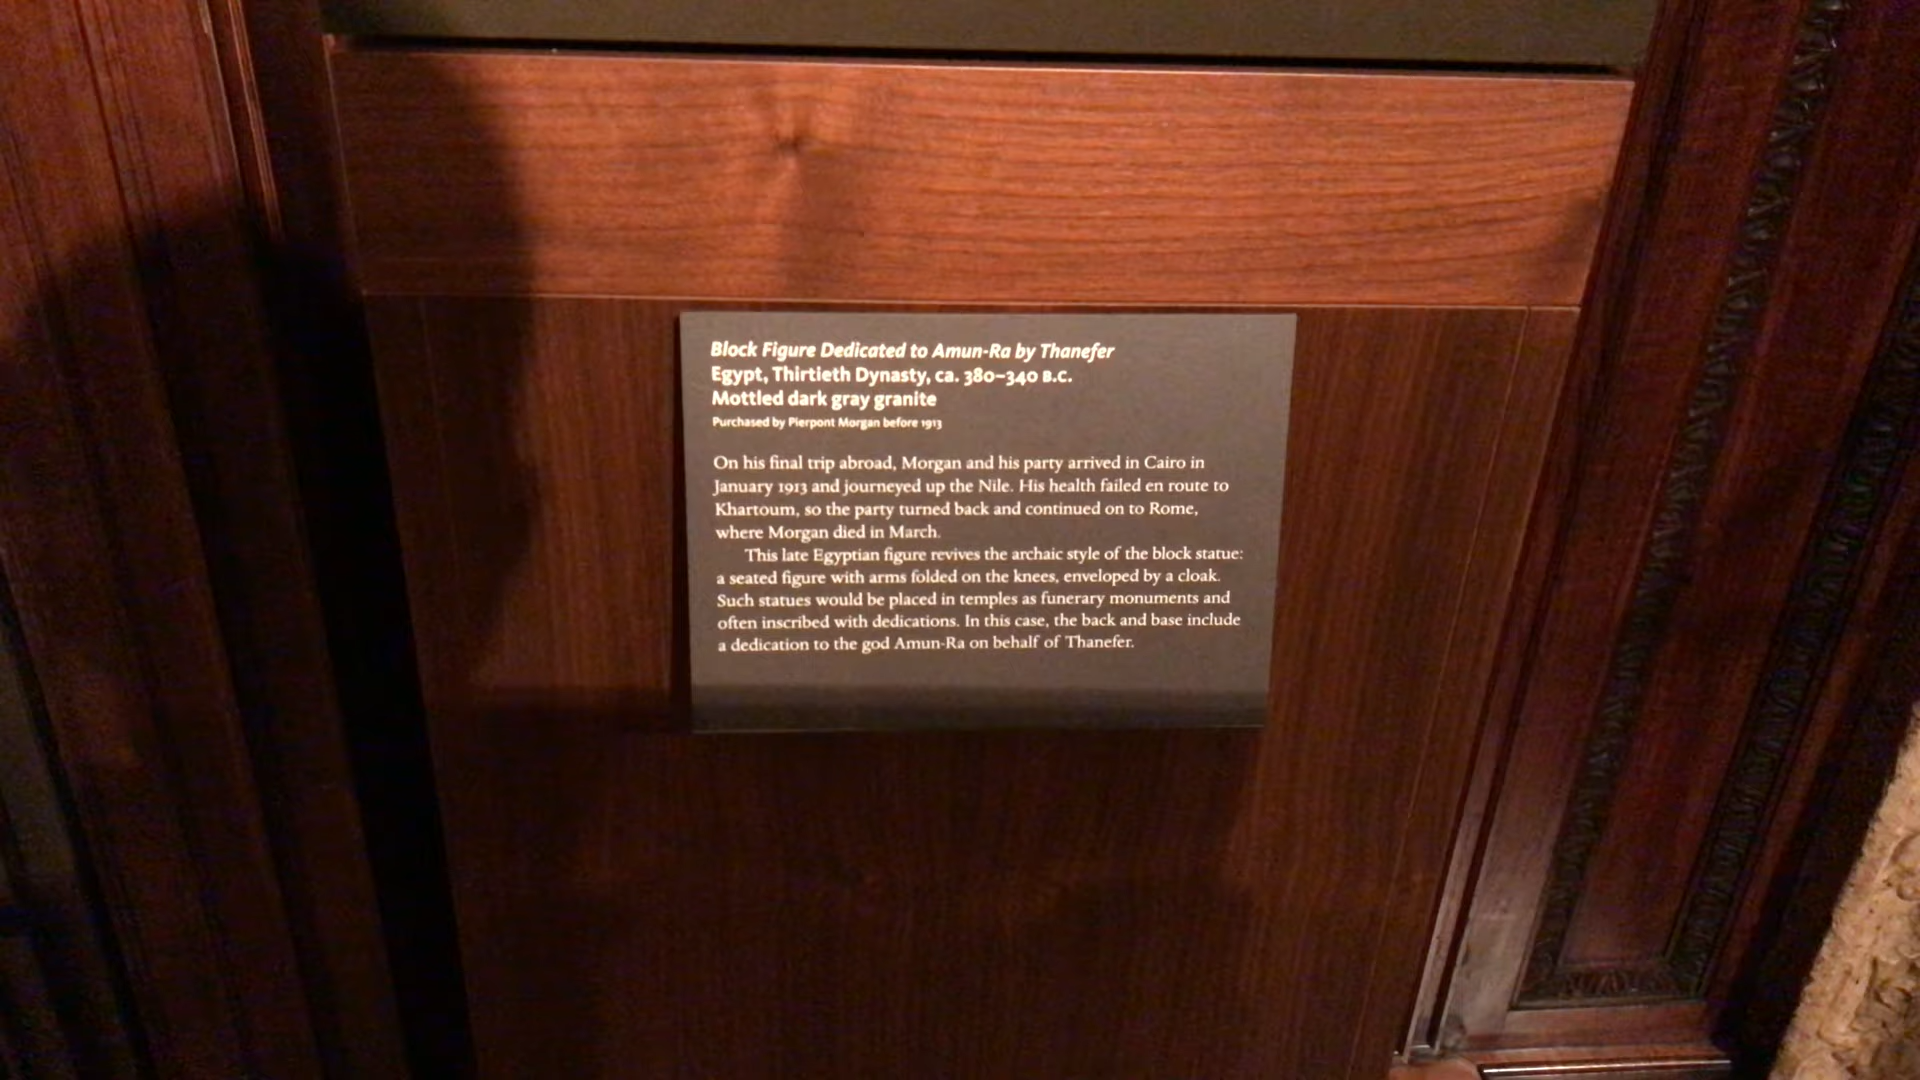 Block Figure Dedicated to Amun-Ra by Thanefer
Egypt, Thirtieth Dynasty, ca. 380–340 B.C.
Mottled dark gray granite
Purchased by Pierpont Morgan before 1913
On his final trip abroad, Morgan and his party arrived in Cairo in
January 1913 and journeyed up the Nile. His health failed en route to
Khartoum, so the party turned back and continued on to Rome,
where Morgan died in March.
This late Egyptian figure revives the archaic style of the block statue:
a seated figure with arms folded on the knees, enveloped by a cloak.
Such statues would be placed in temples as funerary monuments and
often inscribed with dedications. In this case, the back and base include
a dedication to the god Amun-Ra on behalf of Thanefer.